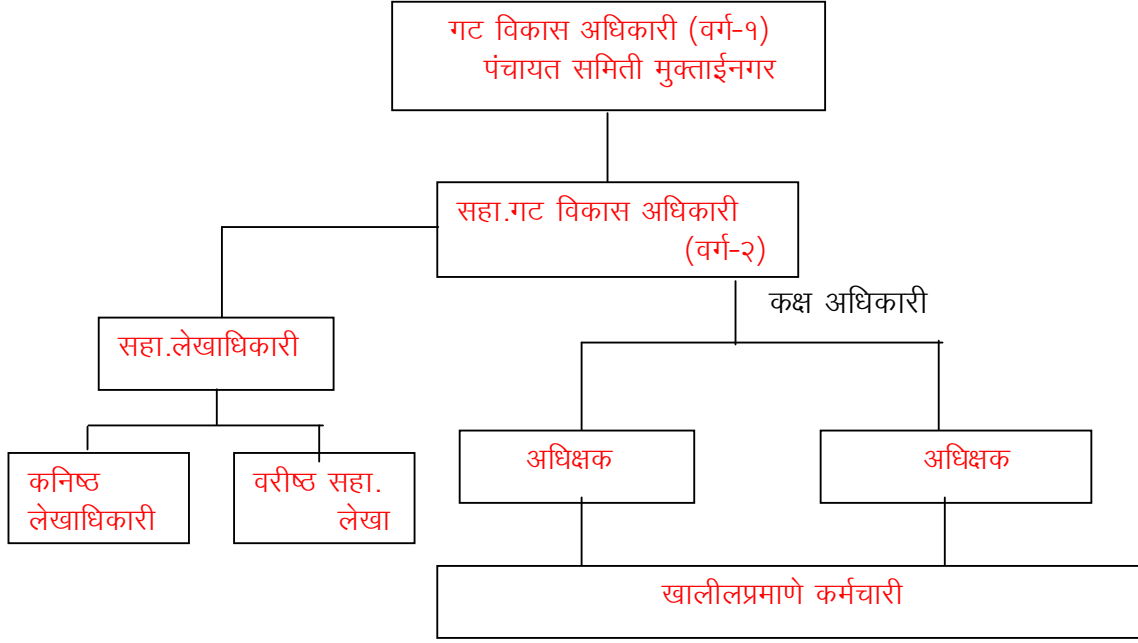 गट विकास अधिकारी (वर्ग-१)
पंचायत समिती मुक्ताईनगर
सहा.गट विकास अधिकारी
(वर्ग-२)
कक्ष अधिकारी
सहा.लेखाधिकारी
कनिष्ठ
लेखाधिकारी
वरीष्ठ सहा.
लेखा
अधिक्षक
अधिक्षक
खालीलप्रमाणे कर्मचारी